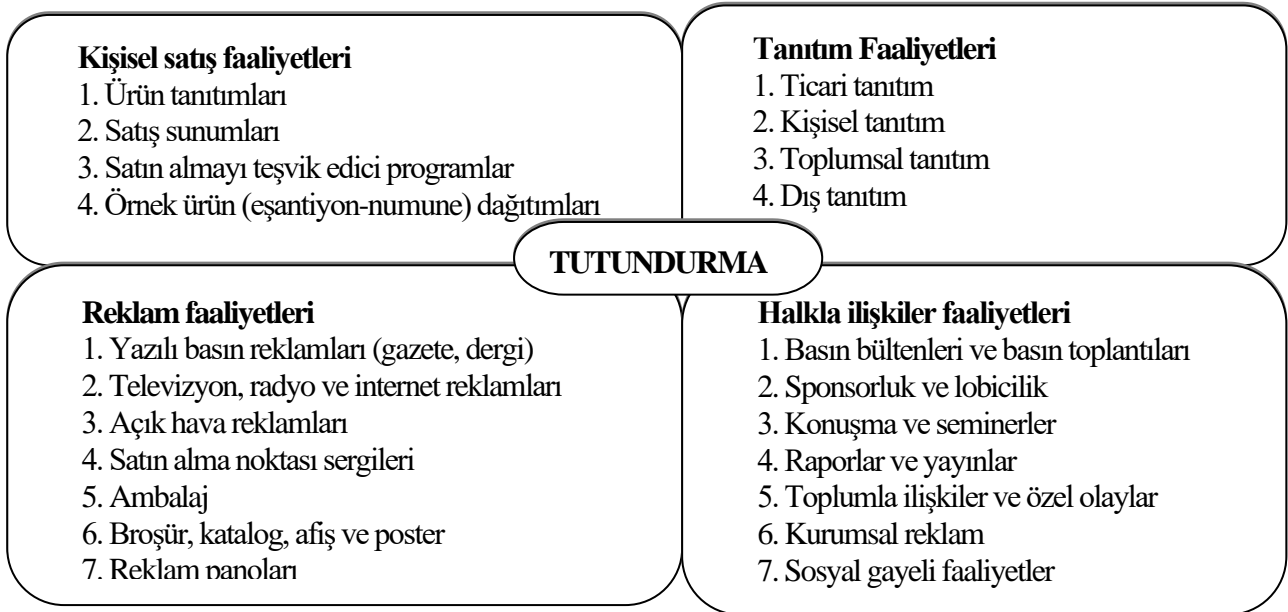 Kişisel satış faaliyetleri
1. Ürün tanıtımları
2. Satış sunumları
3. Satın almayı teşvik edici programlar
4. Örnek ürün (eşantiyon-numune) dağıtımları
Tanıtım Faaliyetleri
1. Ticari tanıtım
2. Kişisel tanıtım
3. Toplumsal tanıtım
4. Dış tanıtım
TUTUNDURMA
Reklam faaliyetleri
1. Yazılı basın reklamları (gazete, dergi)
2. Televizyon, radyo ve internet reklamları
3. Açık hava reklamları
4. Satın alma noktası sergileri
5. Ambalaj
6. Broşür, katalog, afiş ve poster
7. Reklam panoları
Halkla ilişkiler faaliyetleri
1. Basın bültenleri ve basın toplantıları
2. Sponsorluk ve lobicilik
3. Konuşma ve seminerler
4. Raporlar ve yayınlar
5. Toplumla ilişkiler ve özel olaylar
6. Kurumsal reklam
7. Sosyal gayeli faaliyetler